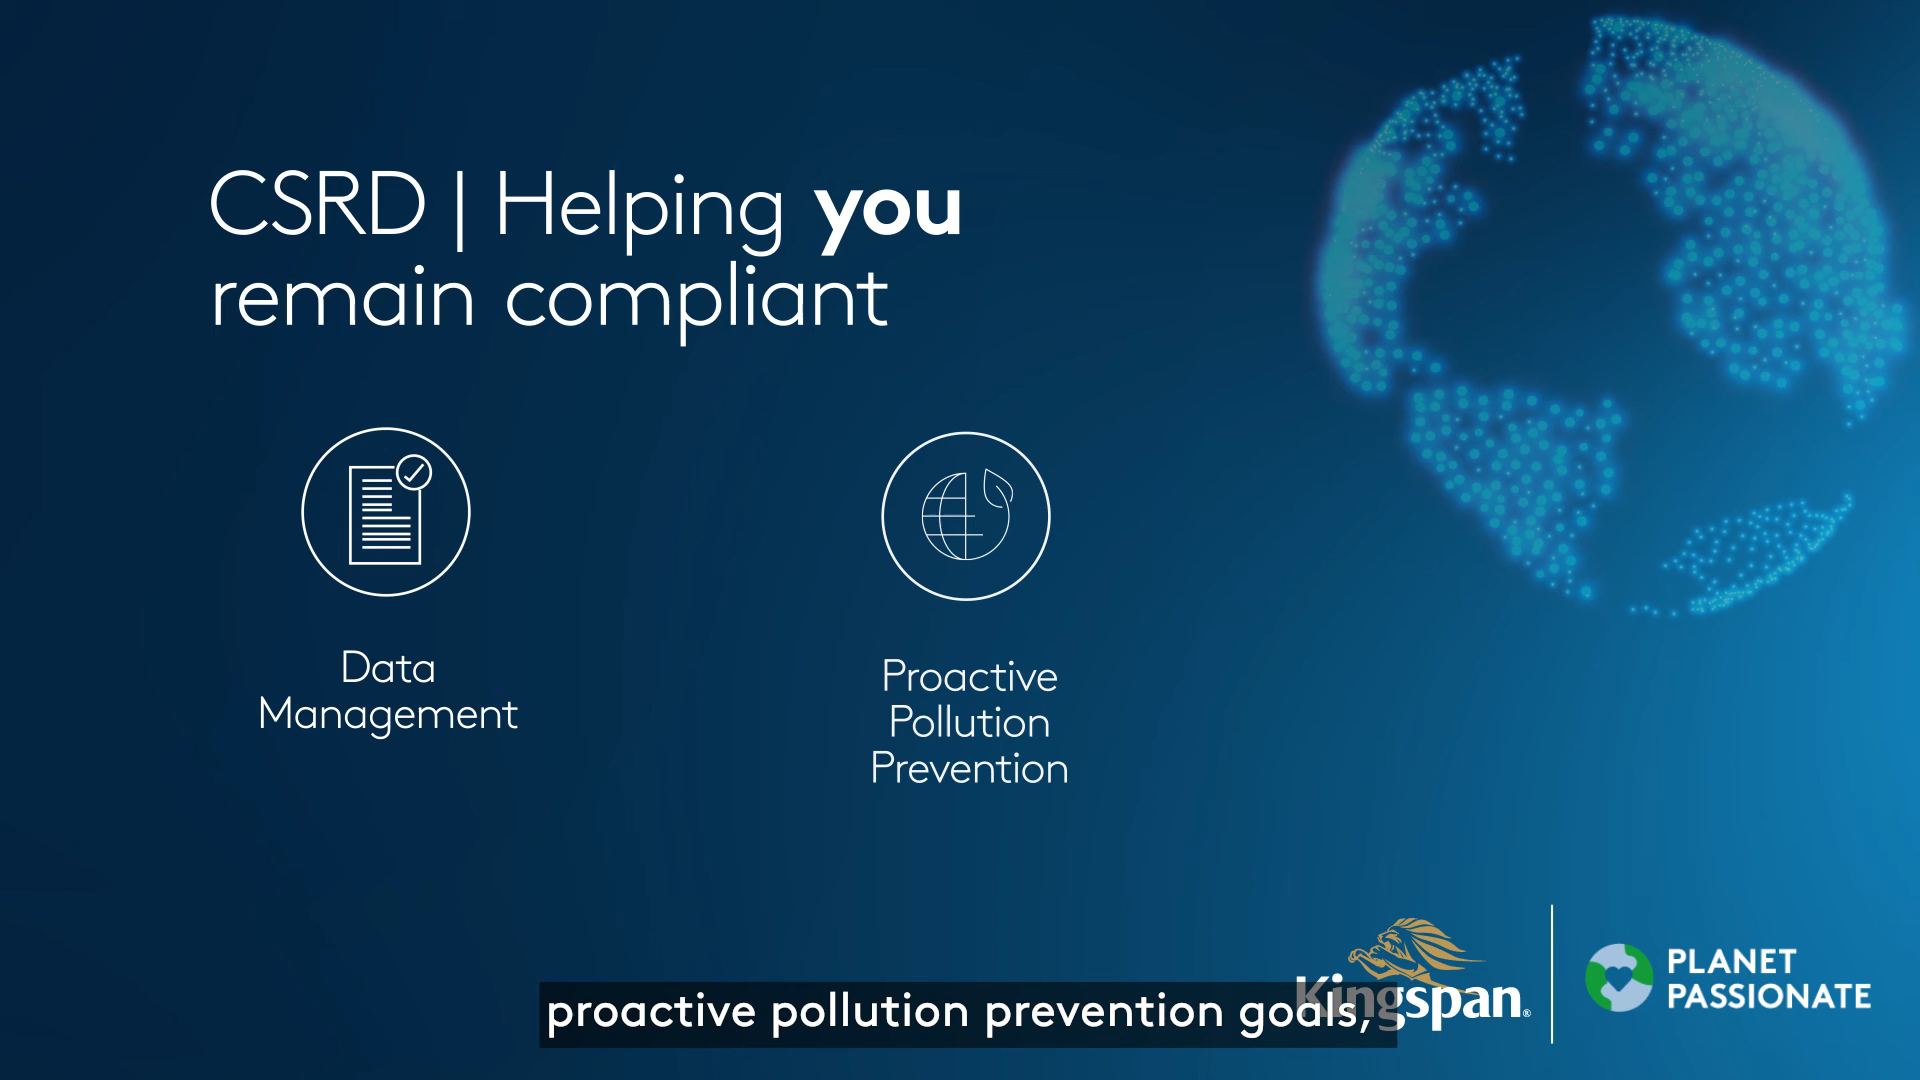 CSRD | Helping you
remain compliant
Data
Management
Proactive
Pollution
Prevention
proactive pollution prevention goals,
Kingspan®
PLANET
PASSIONATE